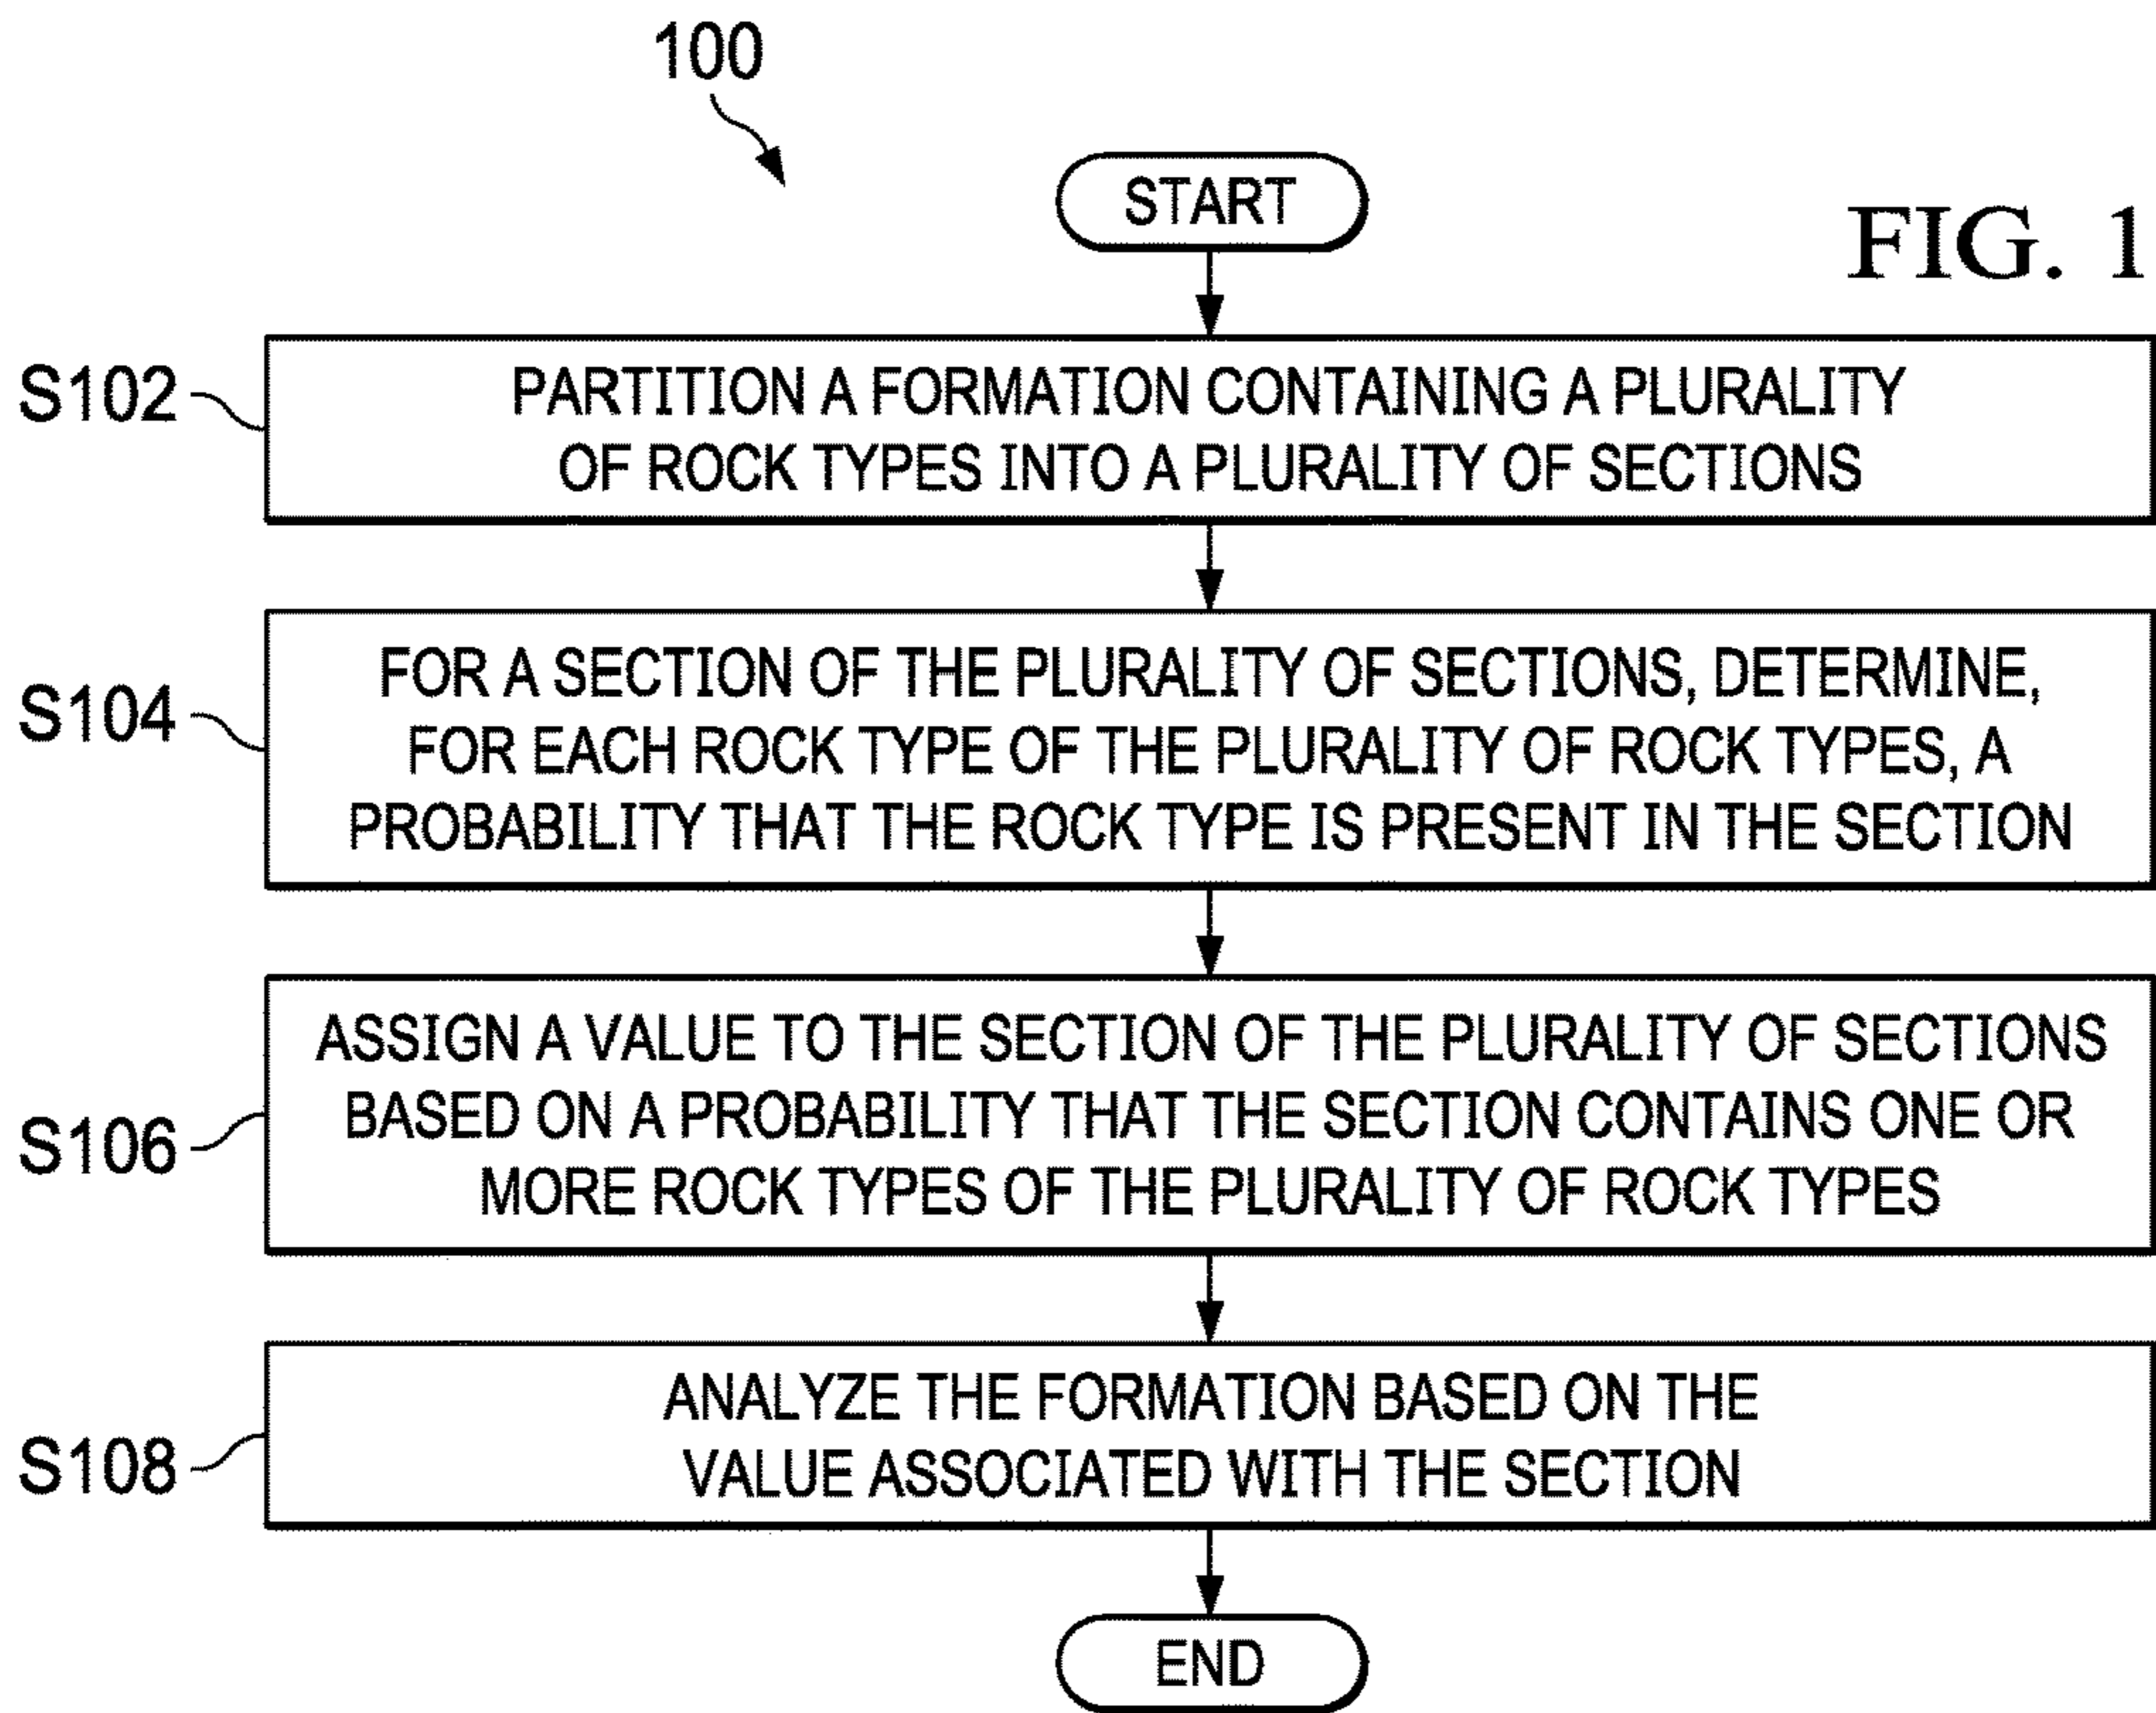 100
START
FIG. 1
S102
PARTITION A FORMATION CONTAINING A PLURALITY
OF ROCK TYPES INTO A PLURALITY OF SECTIONS
S104
FOR A SECTION OF THE PLURALITY OF SECTIONS, DETERMINE,
FOR EACH ROCK TYPE OF THE PLURALITY OF ROCK TYPES, A
PROBABILITY THAT THE ROCK TYPE IS PRESENT IN THE SECTION
S106
ASSIGN A VALUE TO THE SECTION OF THE PLURALITY OF SECTIONS
BASED ON A PROBABILITY THAT THE SECTION CONTAINS ONE OR
MORE ROCK TYPES OF THE PLURALITY OF ROCK TYPES
S108
ANALYZE THE FORMATION BASED ON THE
VALUE ASSOCIATED WITH THE SECTION
END